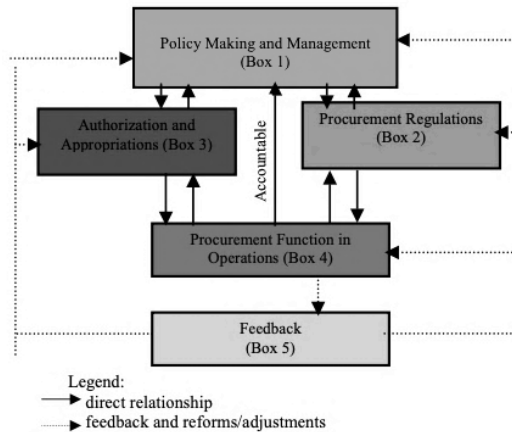 Policy Making and Management
(Box 1)
Authorization and
Appropriations (Box 3)
Accountable
Procurement Regulations
(Box 2)
Procurement Function in
Operations (Box 4)
Feedback
(Box 5)
Legend:
direct relationship
feedback and reforms/adjustments